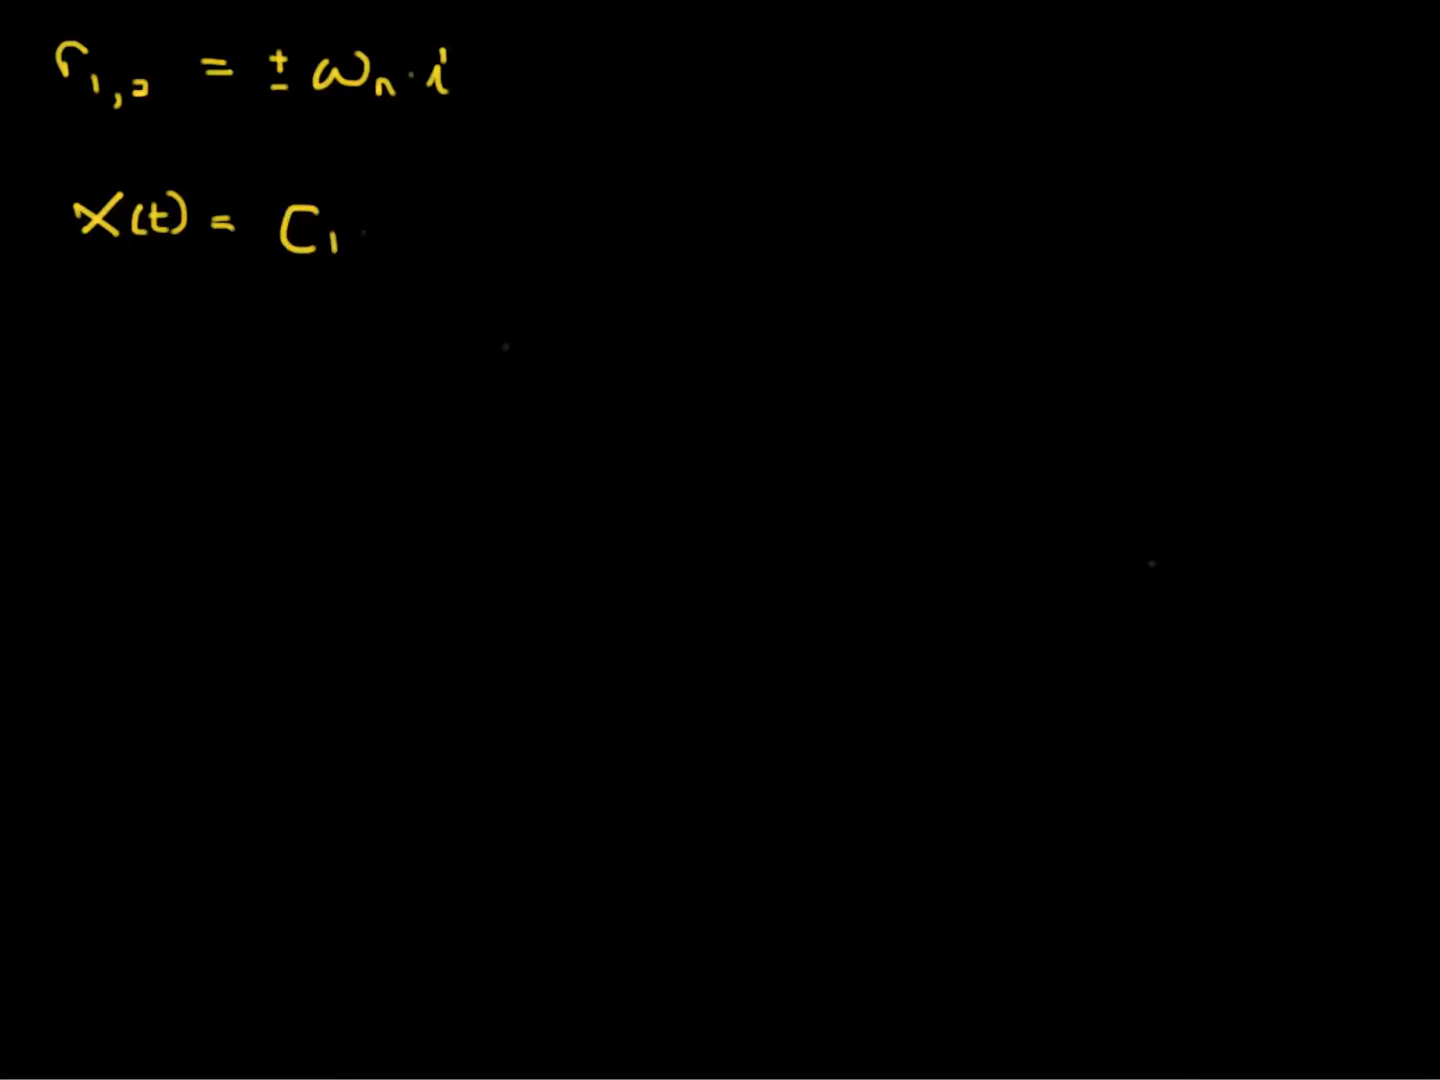 r₁,₂ = ± ωₙ · i
x(t) = C₁